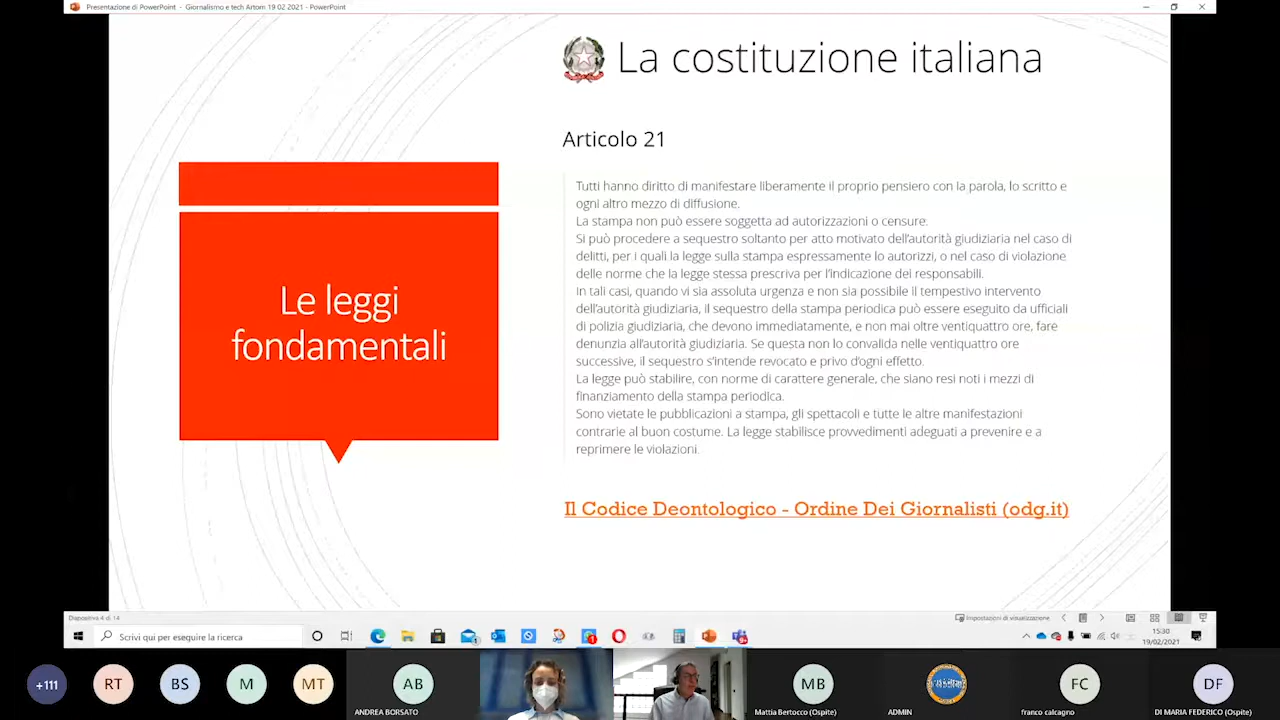 Presentazione di PowerPoint - Giornalismo e tech Artom 19 02 2021 - PowerPoint
La costituzione italiana
Articolo 21
Tutti hanno diritto di manifestare liberamente il proprio pensiero con la parola, lo scritto e
ogni altro mezzo di diffusione.
La stampa non può essere soggetta ad autorizzazioni o censure.
Si può procedere a sequestro soltanto per atto motivato dell'autorità giudiziaria nel caso di
delitti, per i quali la legge sulla stampa espressamente lo autorizzi, o nel caso di violazione
delle norme che la legge stessa prescriva per l'indicazione dei responsabili.
In tali casi, quando vi sia assoluta urgenza e non sia possibile il tempestivo intervento
dell'autorità giudiziaria, il sequestro della stampa periodica può essere eseguito da ufficiali
di polizia giudiziaria, che devono immediatamente, e non mai oltre ventiquattro ore, fare
denunzia all'autorità giudiziaria. Se questa non lo convalida nelle ventiquattro ore
successive, il sequestro s'intende revocato e privo d'ogni effetto.
La legge può stabilire, con norme di carattere generale, che siano resi noti i mezzi di
finanziamento della stampa periodica.
Sono vietate le pubblicazioni a stampa, gli spettacoli e tutte le altre manifestazioni
contrarie al buon costume. La legge stabilisce provvedimenti adeguati a prevenire e a
reprimere le violazioni.
Le leggi
fondamentali
Il Codice Deontologico - Ordine Dei Giornalisti (odg.it)
Diapositiva 4 di 14
Impostazioni di visualizzazione
Scrivi qui per eseguire la ricerca
15:30
19/02/2021
+111
RT
BS
M
MT
AB
ANDREA BORSATO
MB
Mattia Bertocco (Ospite)
ADMIN
FC
franco calcagno
DF
DI MARIA FEDERICO (Ospite)